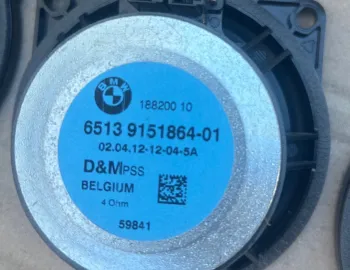 BMW
188200 10
6513 9151864-01
02.04.12-12-04-5A
D&MPSS
BELGIUM
4 Ohm
59841